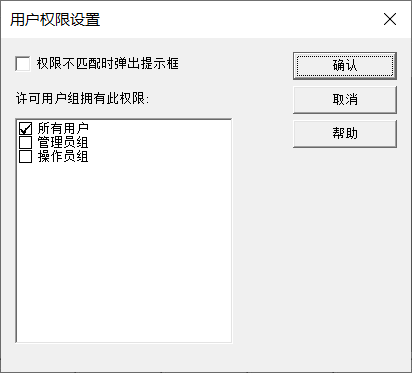 用户权限设置
权限不匹配时弹出提示框
确认
许可用户组拥有此权限:
取消
所有用户
帮助
管理员组
操作员组